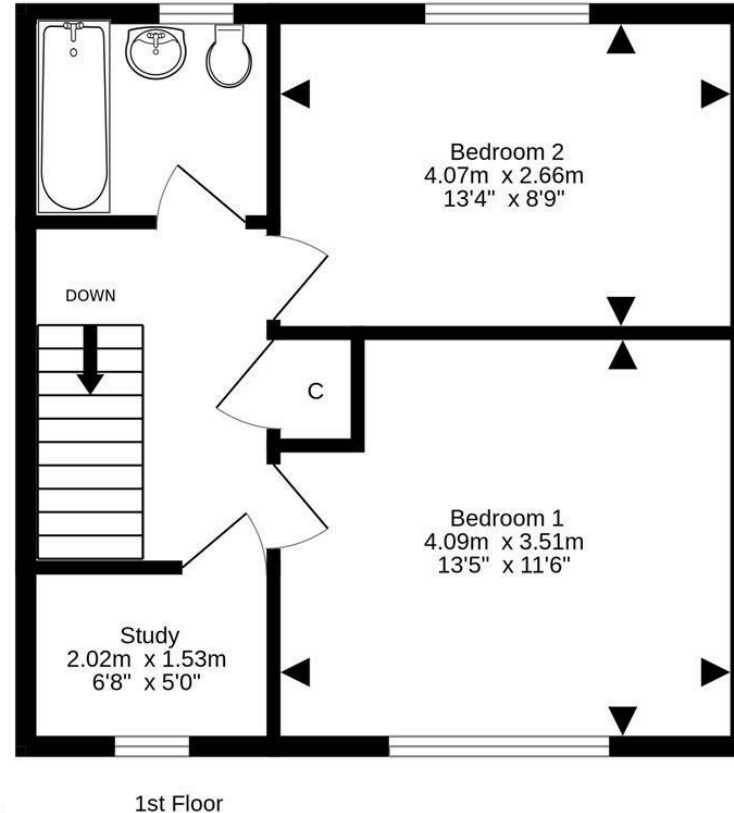 Bedroom 2
4.07m x 2.66m
13'4" x 8'9"
DOWN
C
Bedroom 1
4.09m x 3.51m
13'5" x 11'6"
Study
2.02m x 1.53m
6'8" x 5'0"
1st Floor